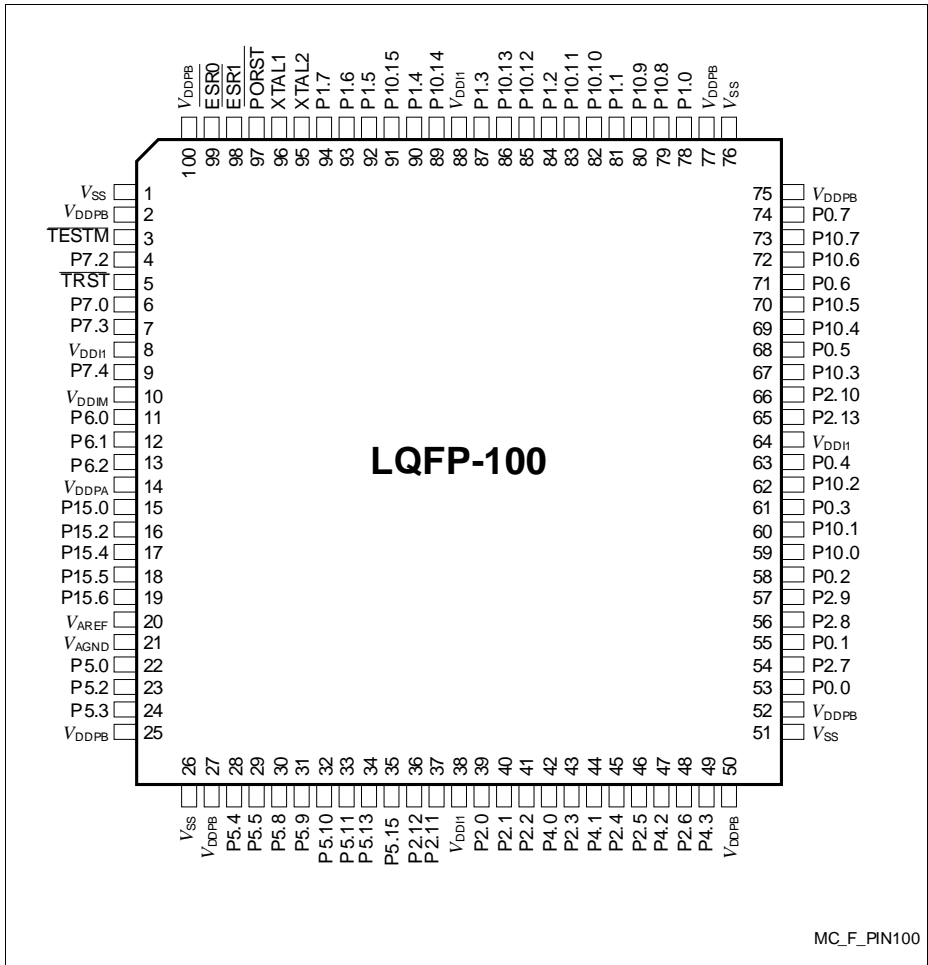 VDDPB
ESR0
ESR1
PORST
XTAL1
XTAL2
P1.7
P1.6
P1.5
P10.15
P1.4
P10.14
VDDI1
P1.3
P10.13
P10.12
P1.2
P10.11
P10.10
P1.1
P10.9
P10.8
P1.0
VDDPB
VSS
100 99 98 97 96 95 94 93 92 91 90 89 88 87 86 85 84 83 82 81 80 79 78 77 76
VSS 1
VDDPB 2
TESTM 3
P7.2 4
TRST 5
P7.0 6
P7.3 7
VDDI1 8
P7.4 9
VDDIM 10
P6.0 11
P6.1 12
P6.2 13
VDDPA 14
P15.0 15
P15.2 16
P15.4 17
P15.5 18
P15.6 19
VAREF 20
VAGND 21
P5.0 22
P5.2 23
P5.3 24
VDDPB 25
LQFP-100
75 VDDPB
74 P0.7
73 P10.7
72 P10.6
71 P0.6
70 P10.5
69 P10.4
68 P0.5
67 P10.3
66 P2.10
65 P2.13
64 VDDI1
63 P0.4
62 P10.2
61 P0.3
60 P10.1
59 P10.0
58 P0.2
57 P2.9
56 P2.8
55 P0.1
54 P2.7
53 P0.0
52 VDDPB
51 VSS
26 27 28 29 30 31 32 33 34 35 36 37 38 39 40 41 42 43 44 45 46 47 48 49 50
VSS
VDDPB
P5.4
P5.5
P5.8
P5.9
P5.10
P5.11
P5.13
P5.15
P2.12
P2.11
VDDI1
P2.0
P2.1
P2.2
P4.0
P2.3
P4.1
P2.4
P2.5
P4.2
P2.6
P4.3
VDDPB
MC_F_PIN100